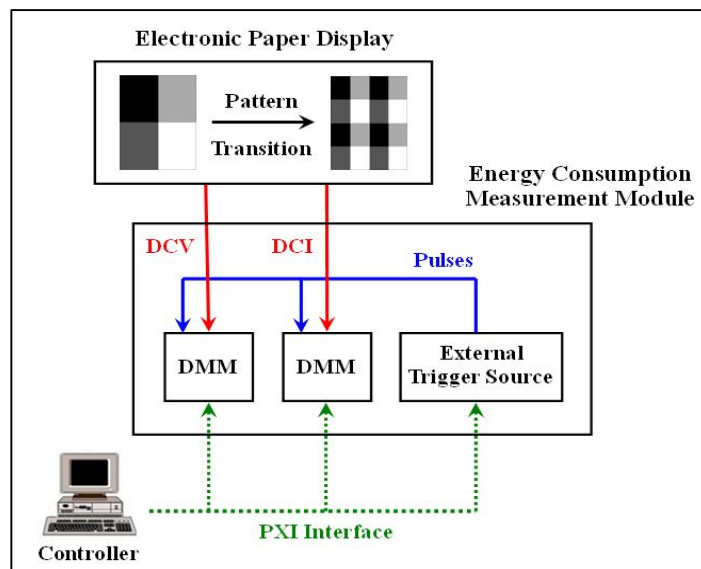 Electronic Paper Display
Pattern
Transition
Energy Consumption
Measurement Module
DCV
DCI
Pulses
DMM
DMM
External
Trigger Source
PXI Interface
Controller